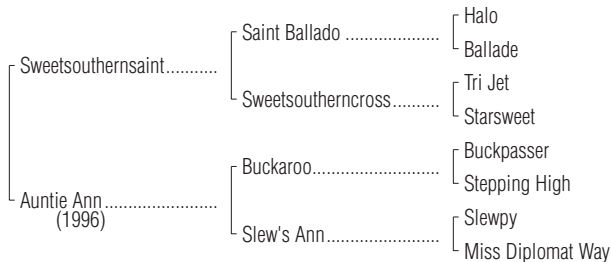 Halo
Saint Ballado ...................
Ballade
Sweetsouthernsaint...........
Tri Jet
Sweetsoutherncross..........
Starsweet
Buckpasser
Buckaroo..........................
Stepping High
Auntie Ann ........................
(1996)
Slewpy
Slew's Ann .......................
Miss Diplomat Way